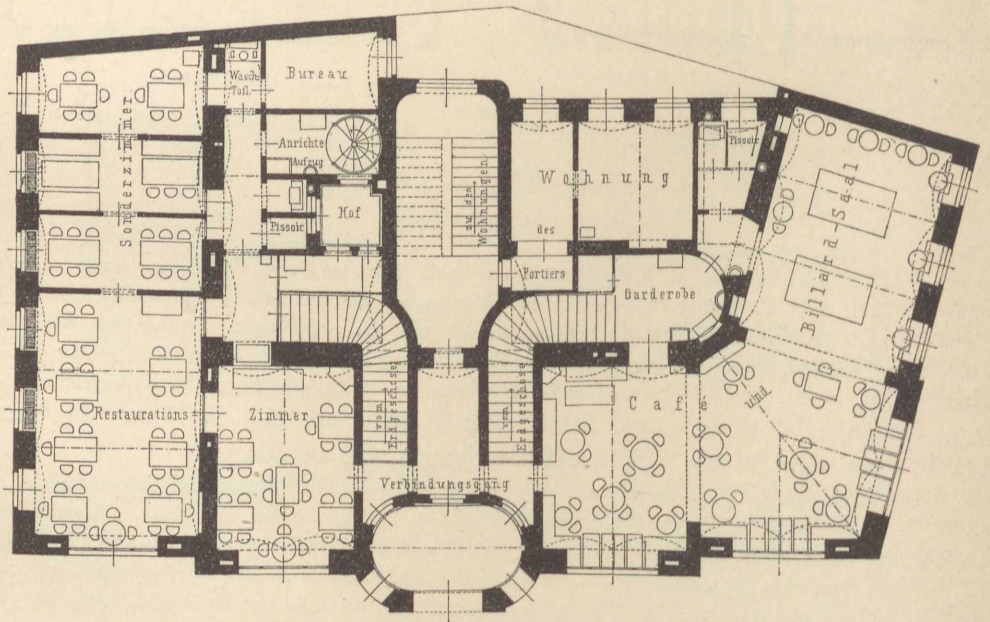 Bureau
Wasch-
Toil.
Anrichte
Aufzug
Sonderzimmer
Hof
Pissoir
zu den
Wohnungen
Wohnung
des
Portiers
Pissoir
Garderobe
Billard-Saal
und
Café
Restaurations
Zimmer
vom
Erdgeschoss
vom
Erdgeschoss
Verbindungsgang